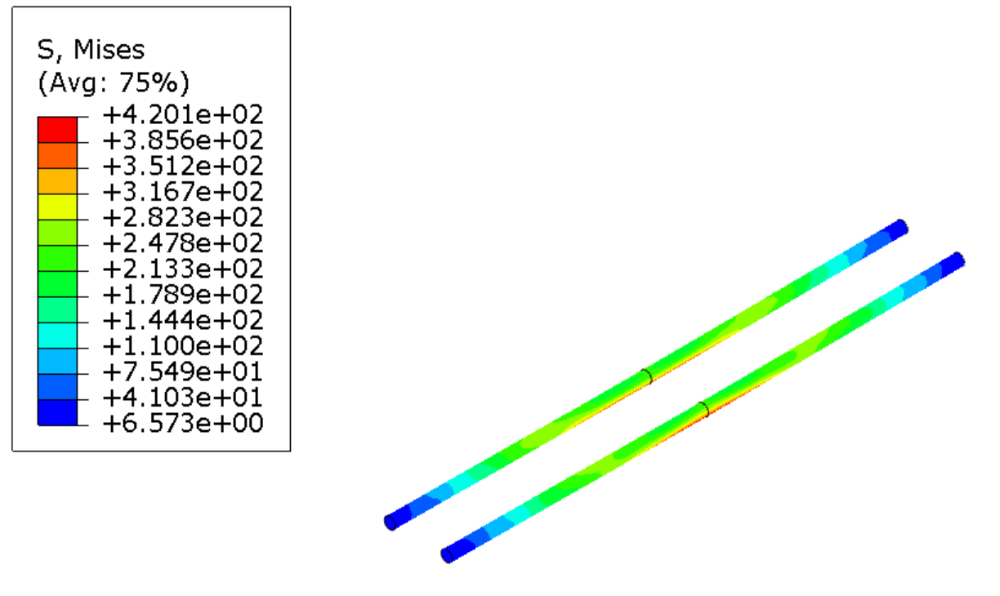 S, Mises
(Avg: 75%)
+4.201e+02
+3.856e+02
+3.512e+02
+3.167e+02
+2.823e+02
+2.478e+02
+2.133e+02
+1.789e+02
+1.444e+02
+1.100e+02
+7.549e+01
+4.103e+01
+6.573e+00